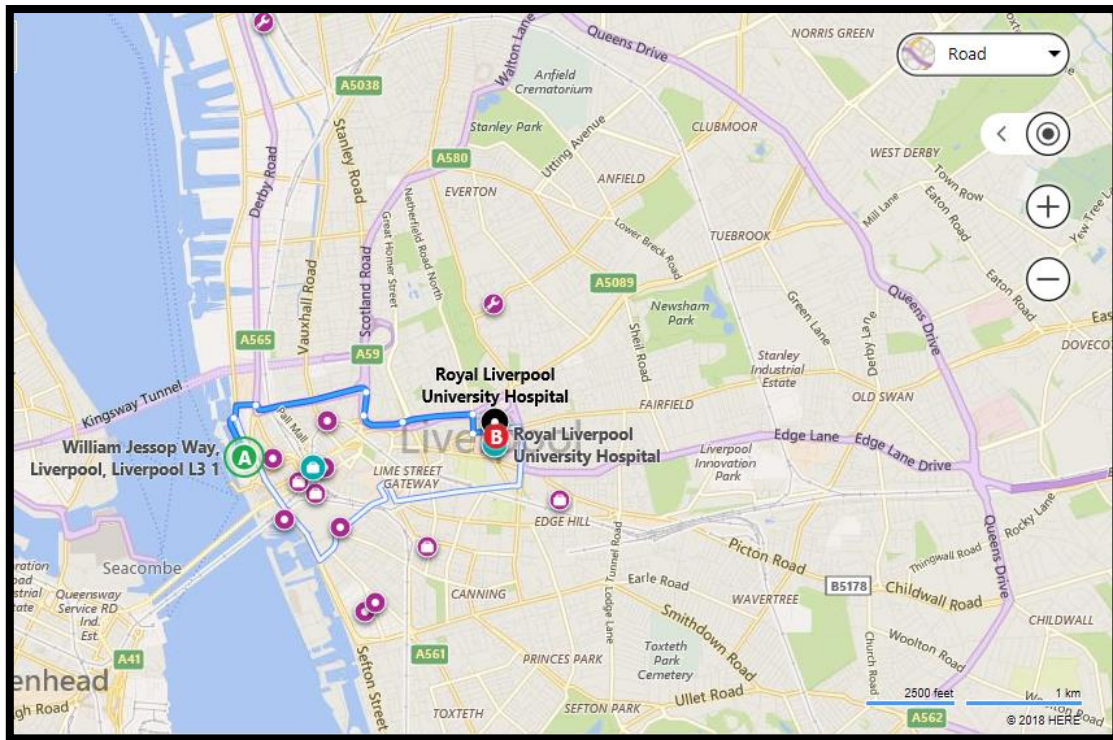 NORRIS GREEN
Queens Drive
Walton Lane
Road
Anfield
Crematorium
A5038
Stanley Road
Stanley Park
Utting Avenue
CLUBMOOR
WEST DERBY
Town Row
A580
Derby Road
EVERTON
ANFIELD
Mill Lane
Eaton Road
Netherfield Road North
Great Homer Street
Lower Breck Road
TUEBROOK
Vauxhall Road
Scotland Road
A5089
Newsham
Park
Green Lane
Queens Drive
Eaton Road
A565
A59
Sheil Road
Derby Lane
DOVECOT
Stanley
Industrial
Estate
Kingsway Tunnel
Royal Liverpool
University Hospital
FAIRFIELD
OLD SWAN
Pall Mall
William Jessop Way,
Liverpool, Liverpool L3 1
A
B
Liverpool
Royal Liverpool
University Hospital
Edge Lane
Edge Lane Drive
LIME STREET
GATEWAY
Liverpool
Innovation
Park
EDGE HILL
Rocky Lane
Queens Drive
Seacombe
Picton Road
Thingwall Road
Queensway
Service RD
Ind.
Est.
Tunnel Road
Earle Road
B5178
Childwall Road
CANNING
Lodge Lane
WAVERTREE
Smithdown Road
CHILDWALL
A561
Woolton Road
A41
PRINCES PARK
Toxteth
Park
Cemetery
Church Road
enhead
Sefton Street
Ullet Road
2500 feet
1 km
TOXTETH
SEFTON PARK
A562
© 2018 HERE